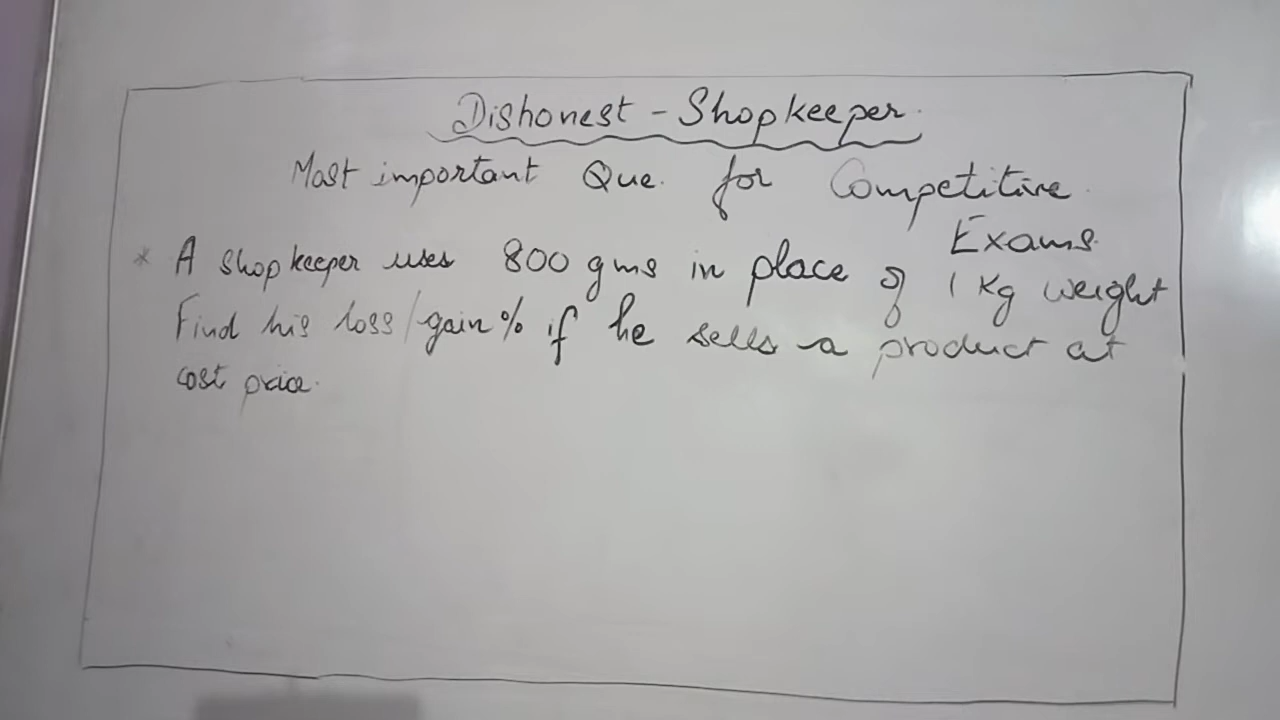 Dishonest - Shopkeeper.
Most important Que. for Competitive
Exams.
* A shopkeeper uses 800 gms in place of 1 Kg weight
Find his loss/gain % if he sells a product at
cost price.